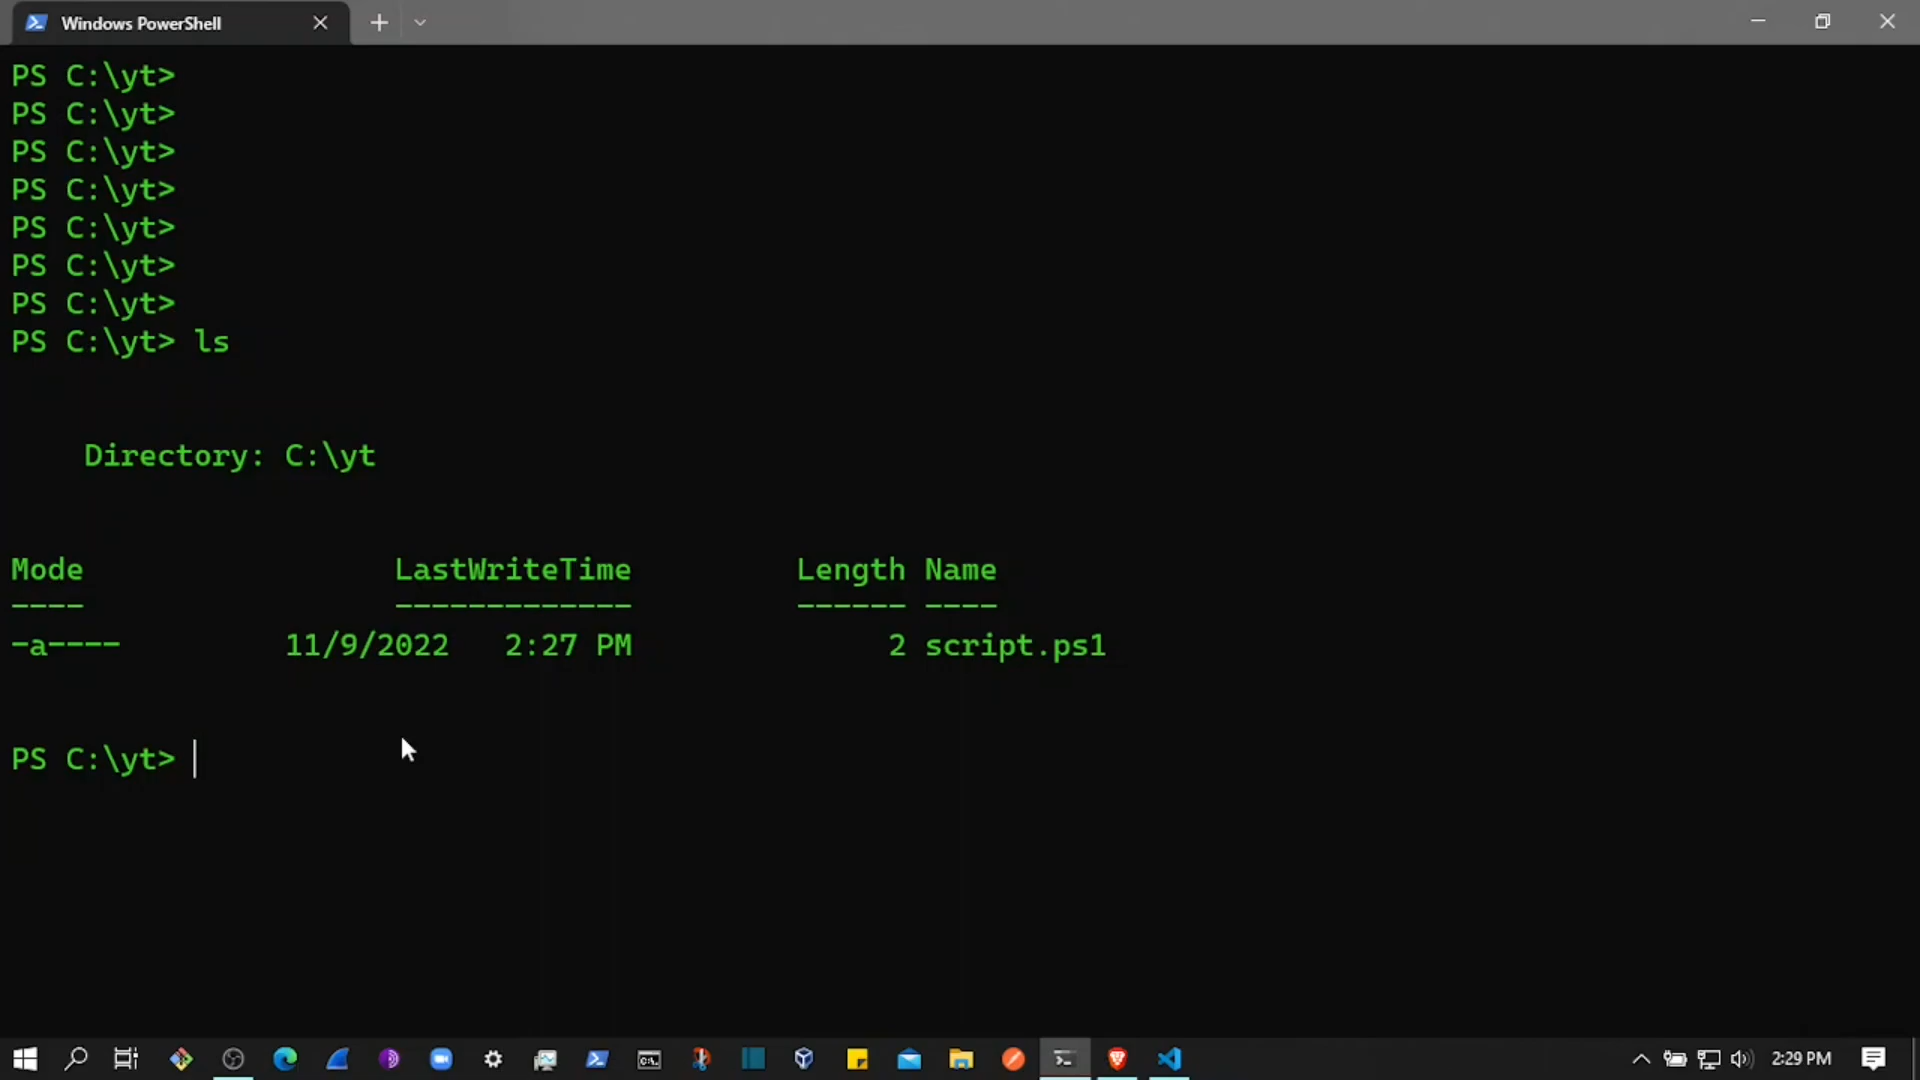 Windows PowerShell
PS C:\yt>
PS C:\yt>
PS C:\yt>
PS C:\yt>
PS C:\yt>
PS C:\yt>
PS C:\yt>
PS C:\yt> ls
Directory: C:\yt
Mode LastWriteTime Length Name
---- ------------- ------ ----
-a---- 11/9/2022 2:27 PM 2 script.ps1
PS C:\yt>
2:29 PM